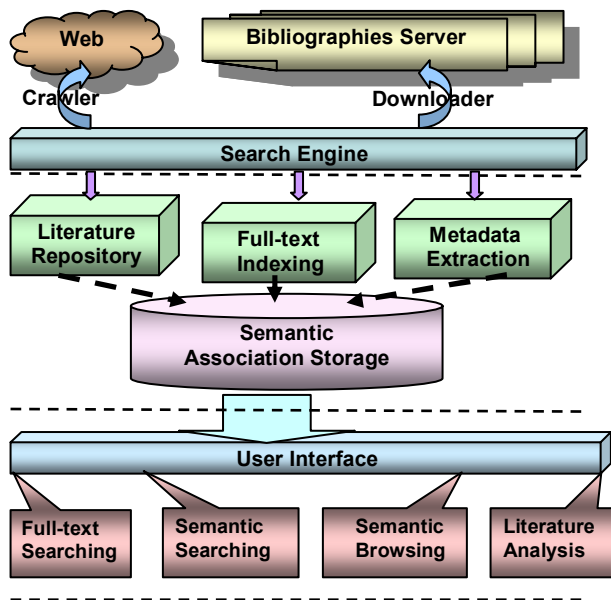 Web
Bibliographies Server
Crawler
Downloader
Search Engine
Literature
Repository
Full-text
Indexing
Metadada
Extraction
Semantic
Association Storage
User Interface
Full-text
Searching
Semantic
Searching
Semantic
Browsing
Literature
Analysis